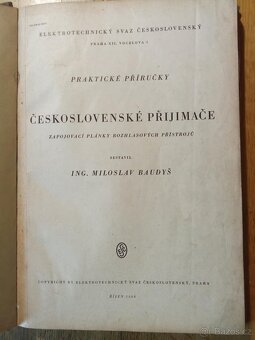 ELEKTROTECHNICKÝ SVAZ ČESKOSLOVENSKÝ
PRAHA XII, VOCELOVA 3
PRAKTICKÉ PŘÍRUČKY
ČESKOSLOVENSKÉ PŘIJIMAČE
ZAPOJOVACÍ PLÁNKY ROZHLASOVÝCH PŘÍSTROJŮ
SESTAVIL
ING. MILOSLAV BAUDYŠ
COPYRIGHT BY ELEKTROTECHNICKÝ SVAZ ČESKOSLOVENSKÝ, PRAHA
ŘÍJEN